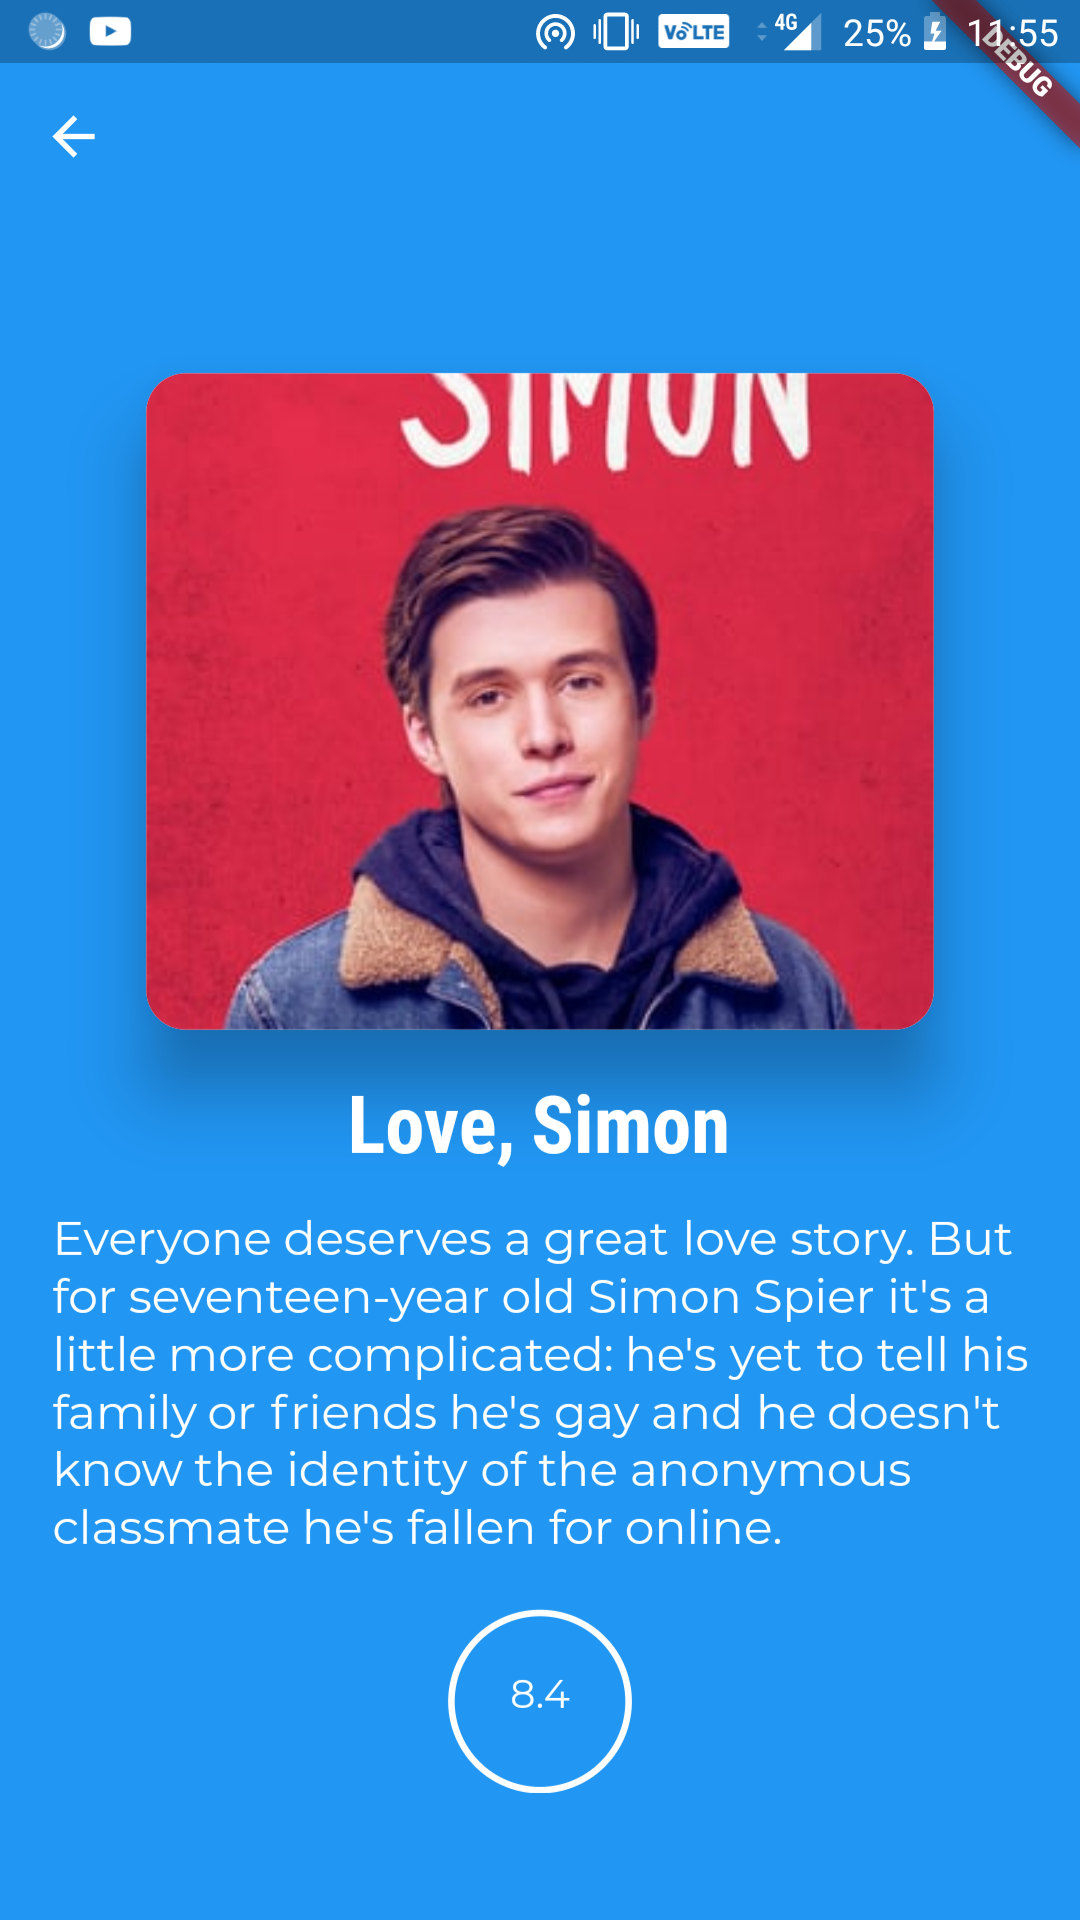 VoLTE 4G 25% 11:55
DEBUG
SIMON
Love, Simon
Everyone deserves a great love story. But
for seventeen-year old Simon Spier it's a
little more complicated: he's yet to tell his
family or friends he's gay and he doesn't
know the identity of the anonymous
classmate he's fallen for online.
8.4